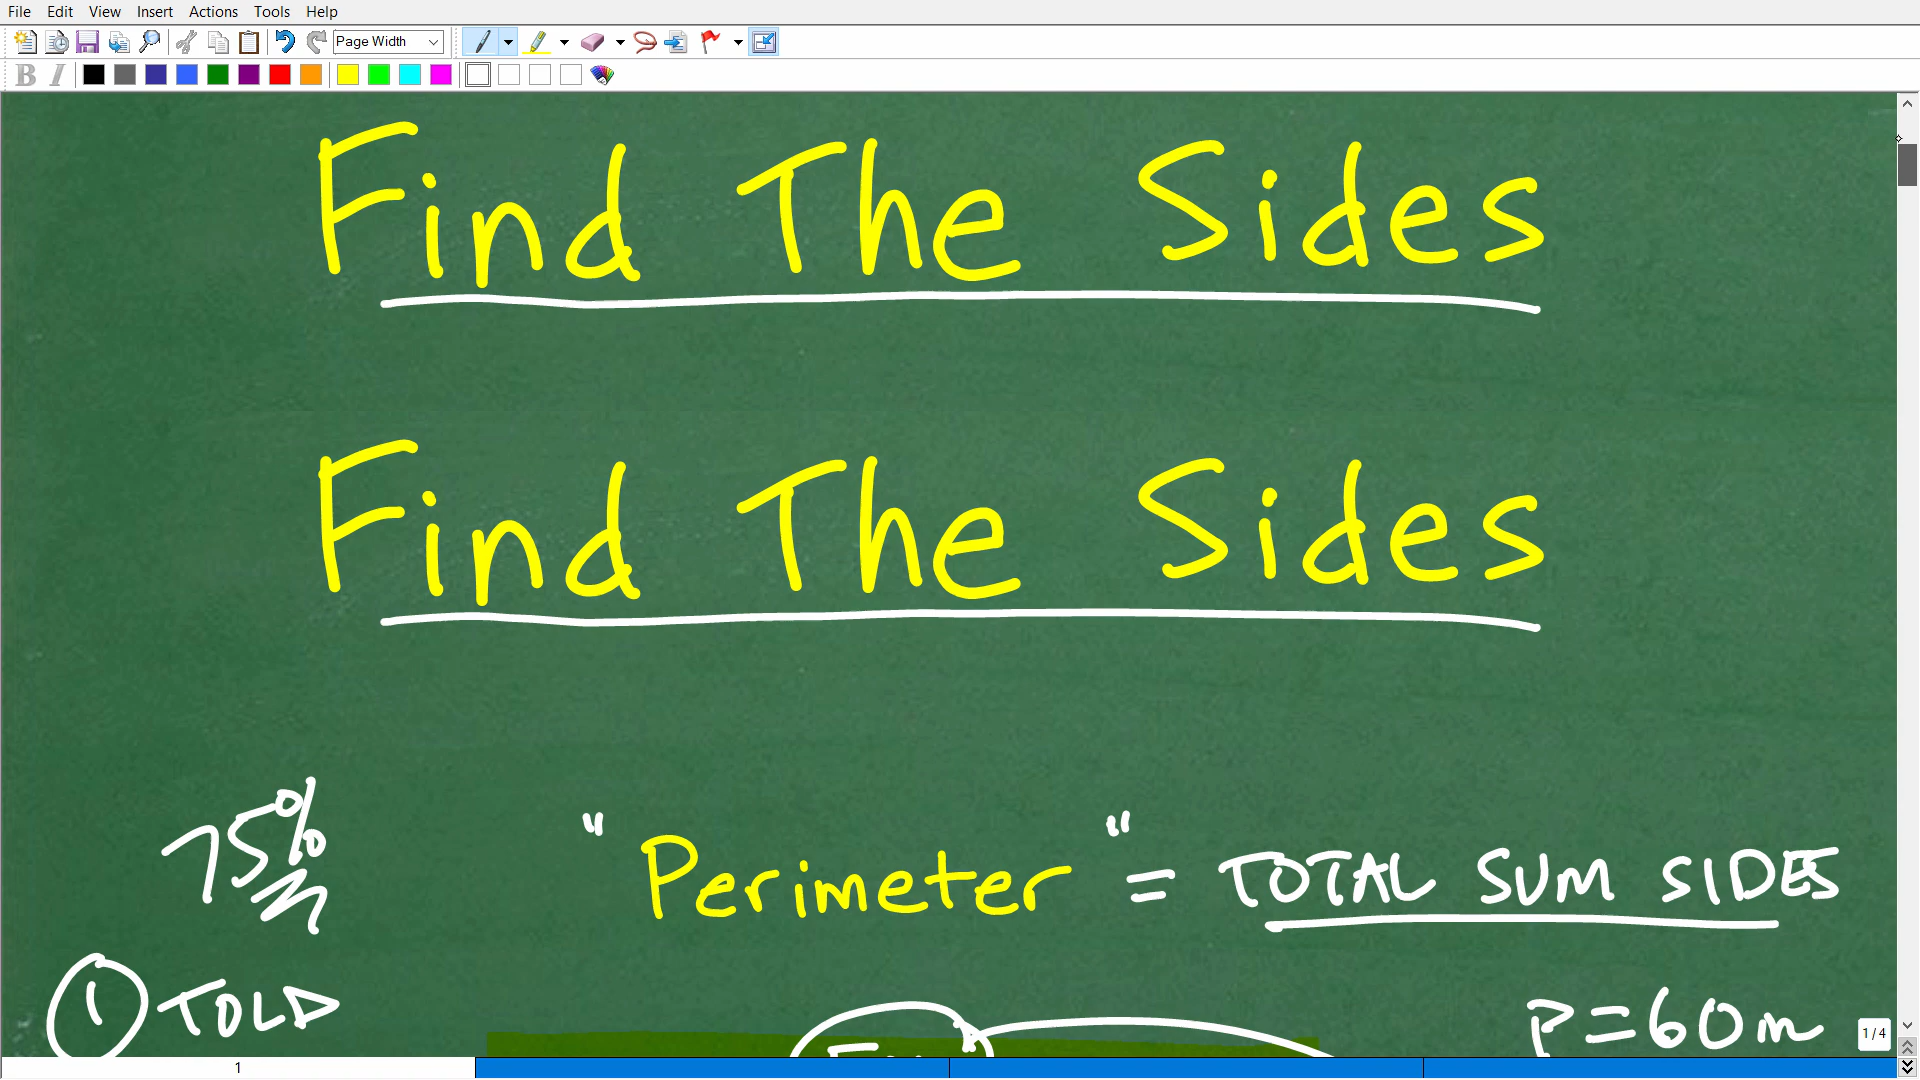 File Edit View Insert Actions Tools Help
Page Width
B I
Find The Sides
Find The Sides
75%
"Perimeter" = TOTAL SUM SIDES
① TOLD
P=60m
1/4
1